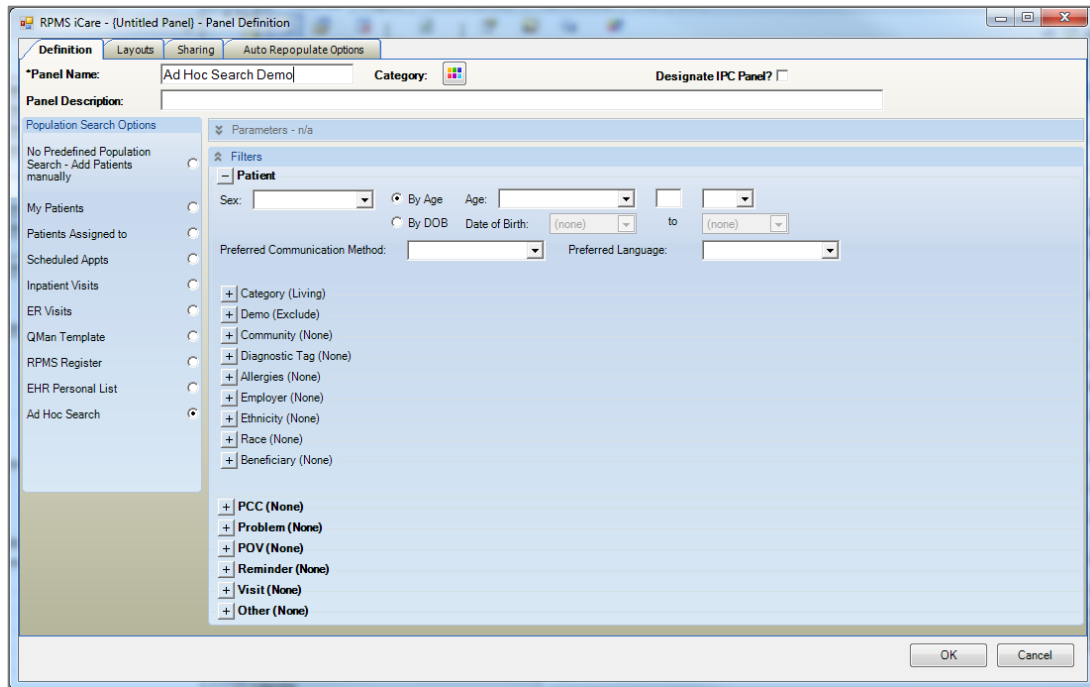 RPMS iCare - {Untitled Panel} - Panel Definition
Definition Layouts Sharing Auto Repopulate Options
*Panel Name: Ad Hoc Search Demo Category: Designate IPC Panel?
Panel Description:
Population Search Options
No Predefined Population
Search - Add Patients
manually
My Patients
Patients Assigned to
Scheduled Appts
Inpatient Visits
ER Visits
QMan Template
RPMS Register
EHR Personal List
Ad Hoc Search
Parameters - n/a
Filters
Patient
Sex: By Age Age:
By DOB Date of Birth: (none) to (none)
Preferred Communication Method: Preferred Language:
Category (Living)
Demo (Exclude)
Community (None)
Diagnostic Tag (None)
Allergies (None)
Employer (None)
Ethnicity (None)
Race (None)
Beneficiary (None)
PCC (None)
Problem (None)
POV (None)
Reminder (None)
Visit (None)
Other (None)
OK Cancel